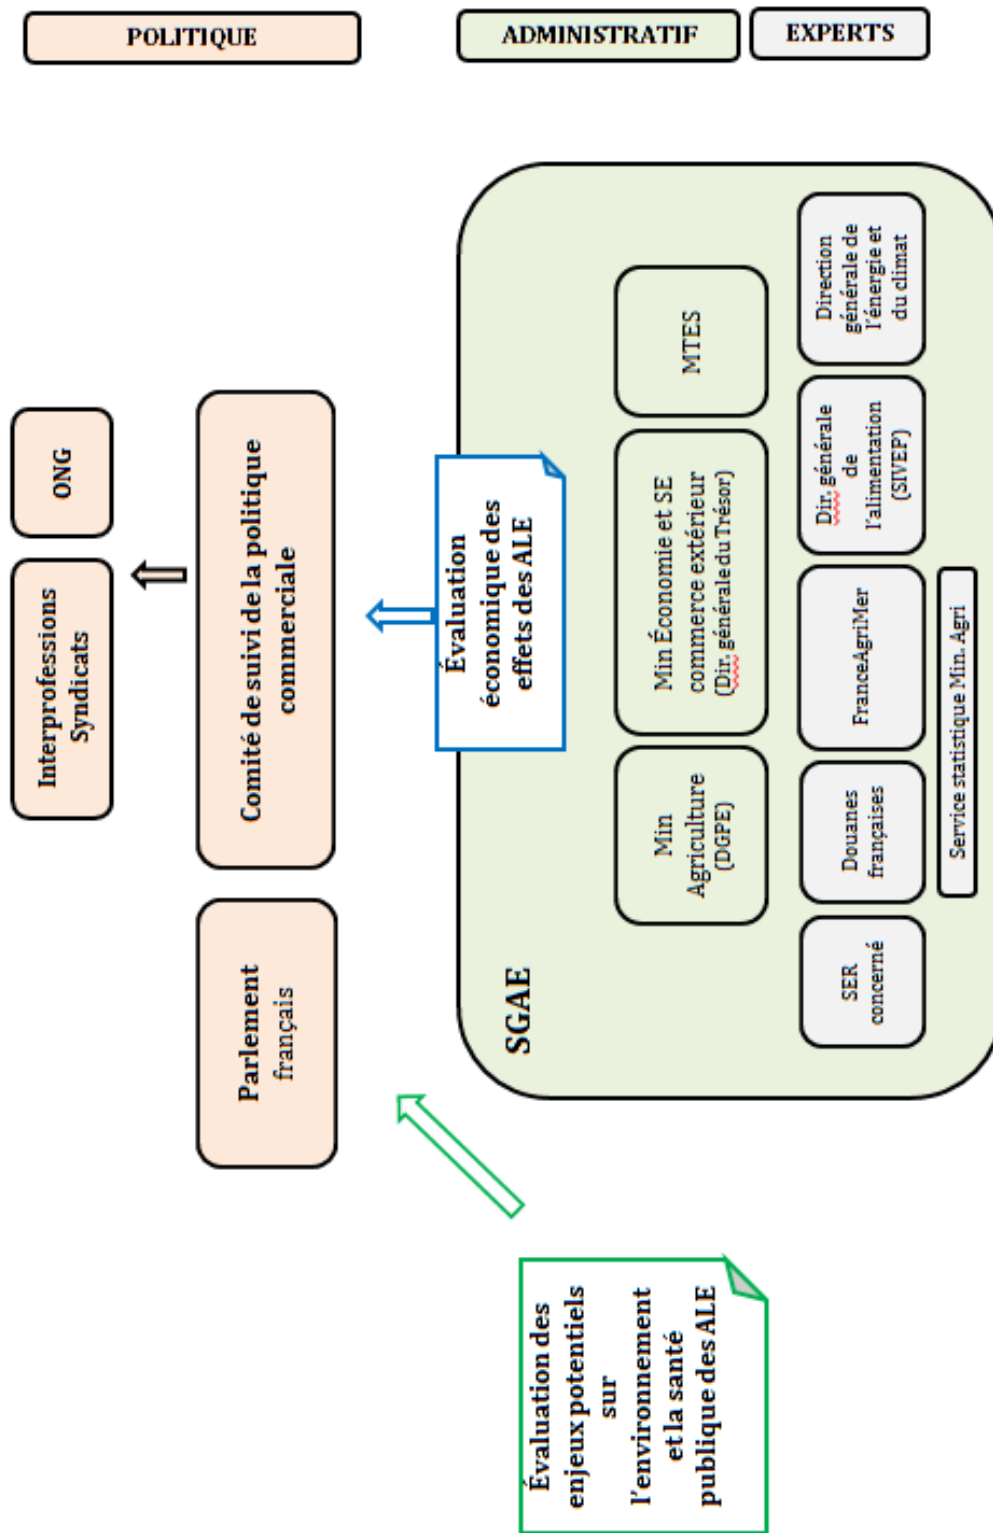 POLITIQUE
ADMINISTRATIF
EXPERTS
Interprofessions
Syndicats
ONG
Parlement
français
Comité de suivi de la politique
commerciale
Évaluation
économique des
effets des ALE
Évaluation des
enjeux potentiels
sur
l'environnement
et la santé
publique des ALE
SGAE
Min
Agriculture
(DGPE)
Min Économie et SE
commerce extérieur
(Dir. générale du Trésor)
MTES
SER
concerné
Douanes
françaises
FranceAgriMer
Dir. générale
de
l'alimentation
(SIVEP)
Direction
générale de
l'énergie et
du climat
Service statistique Min. Agri